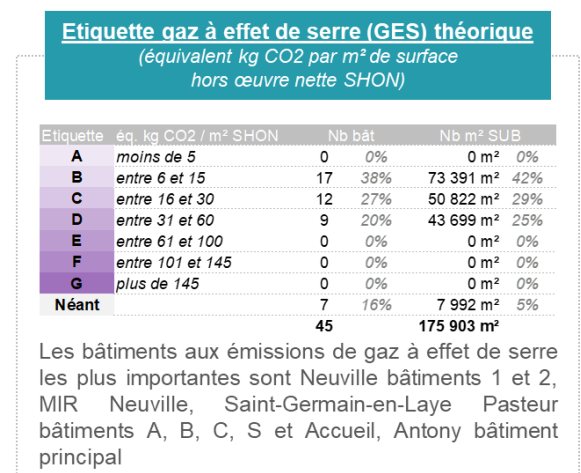 Etiquette gaz à effet de serre (GES) théorique
(équivalent kg CO2 par m² de surface
hors œuvre nette SHON)
Etiquette éq. kg CO2 / m² SHON Nb bât Nb m² SUB
A moins de 5 0 0% 0 m² 0%
B entre 6 et 15 17 38% 73 391 m² 42%
C entre 16 et 30 12 27% 50 822 m² 29%
D entre 31 et 60 9 20% 43 699 m² 25%
E entre 61 et 100 0 0% 0 m² 0%
F entre 101 et 145 0 0% 0 m² 0%
G plus de 145 0 0% 0 m² 0%
Néant 7 16% 7 992 m² 5%
45 175 903 m²
Les bâtiments aux émissions de gaz à effet de serre
les plus importantes sont Neuville bâtiments 1 et 2,
MIR Neuville, Saint-Germain-en-Laye Pasteur
bâtiments A, B, C, S et Accueil, Antony bâtiment
principal